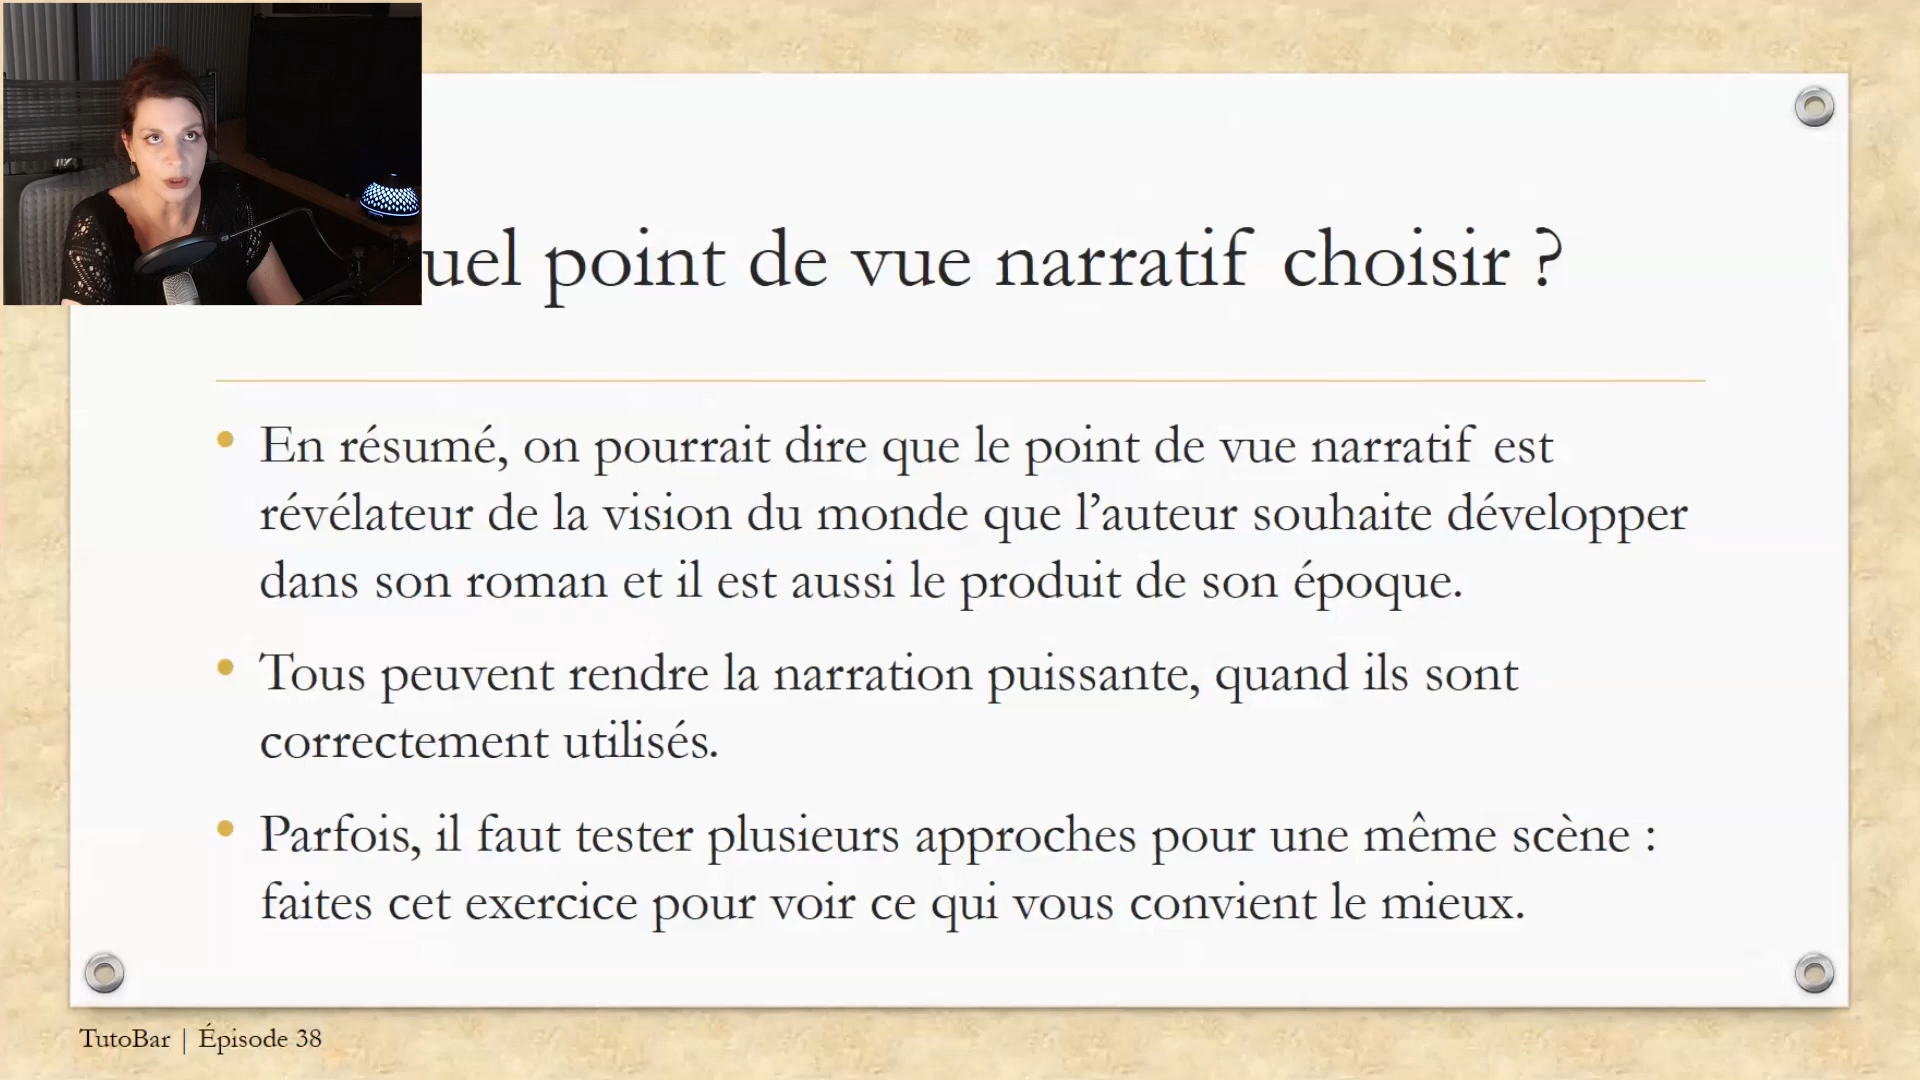 uel point de vue narratif choisir ?
En résumé, on pourrait dire que le point de vue narratif est
révélateur de la vision du monde que l’auteur souhaite développer
dans son roman et il est aussi le produit de son époque.
Tous peuvent rendre la narration puissante, quand ils sont
correctement utilisés.
Parfois, il faut tester plusieurs approches pour une même scène :
faites cet exercice pour voir ce qui vous convient le mieux.
TutoBar | Épisode 38